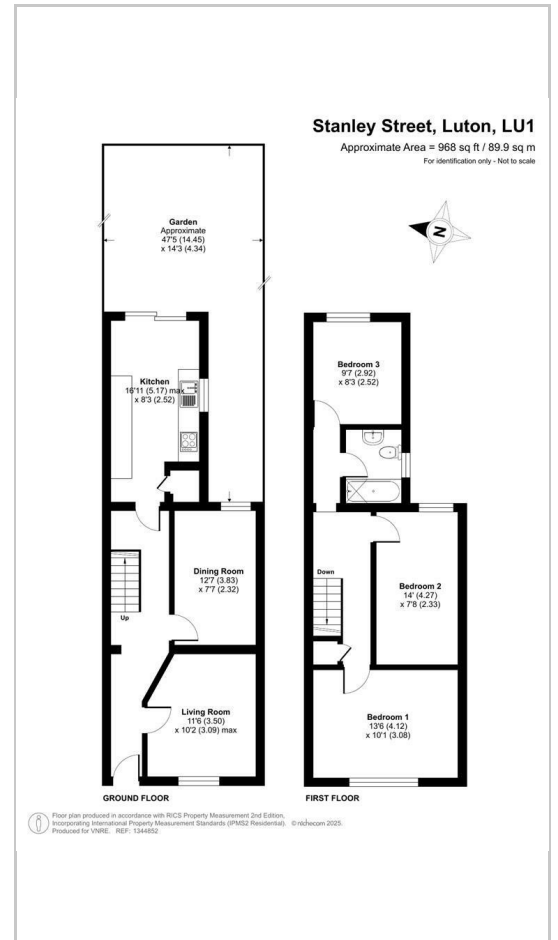 Stanley Street, Luton, LU1
Approximate Area = 968 sq ft / 89.9 sq m
For identification only - Not to scale
N
Garden
Approximate
47'5 (14.45)
x 14'3 (4.34)
Kitchen
16'11 (5.17) max
x 8'3 (2.52)
Dining Room
12'7 (3.83)
x 7'7 (2.32)
Up
Living Room
11'6 (3.50)
x 10'2 (3.09) max
GROUND FLOOR
Bedroom 3
9'7 (2.92)
x 8'3 (2.52)
Down
Bedroom 2
14' (4.27)
x 7'8 (2.33)
Bedroom 1
13'6 (4.12)
x 10'1 (3.08)
FIRST FLOOR
Floor plan produced in accordance with RICS Property Measurement 2nd Edition,
Incorporating International Property Measurement Standards (IPMS2 Residential). © nichecom 2025.
Produced for VNRE. REF: 1344852